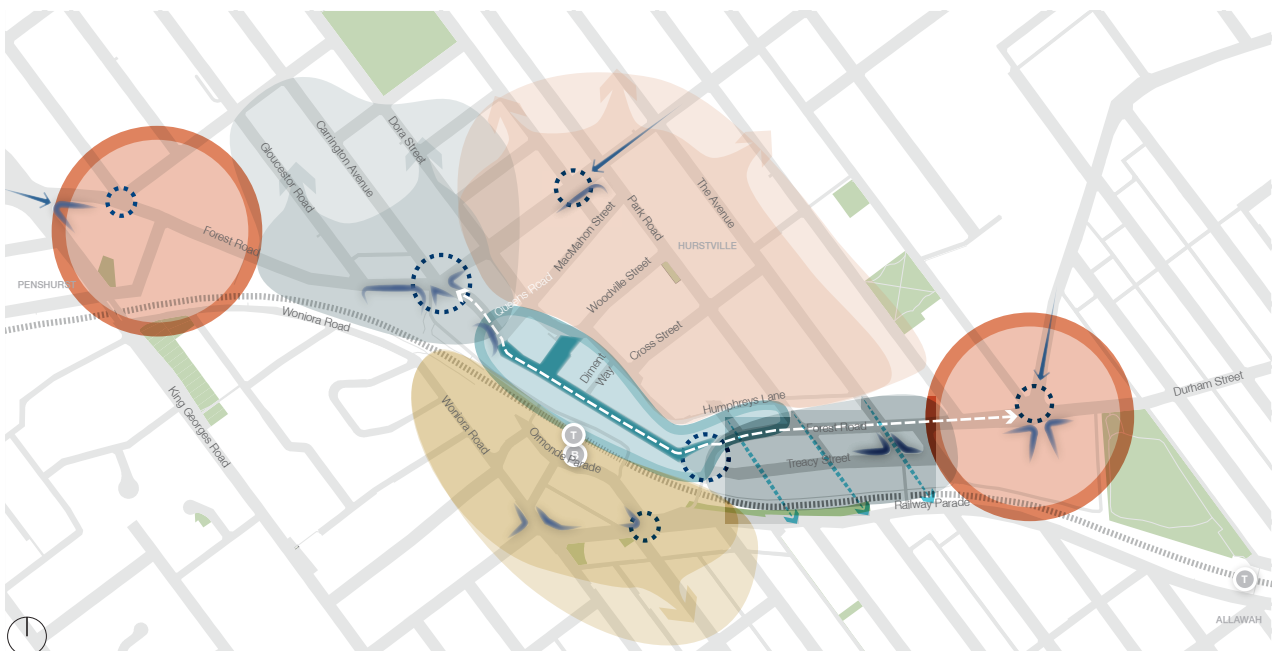 Dora Street
Carrington Avenue
Gloucestor Road
The Avenue
Park Road
MacMahon Street
Forest Road
HURSTVILLE
Woodville Street
PENSHURST
Queens Road
Woniora Road
Cross Street
Diment
Way
Durham Street
King Georges Road
Woniora Road
Humphreys Lane
Forest Road
T
Ormonde Parade
Treacy Street
Railway Parade
T
ALLAWAH